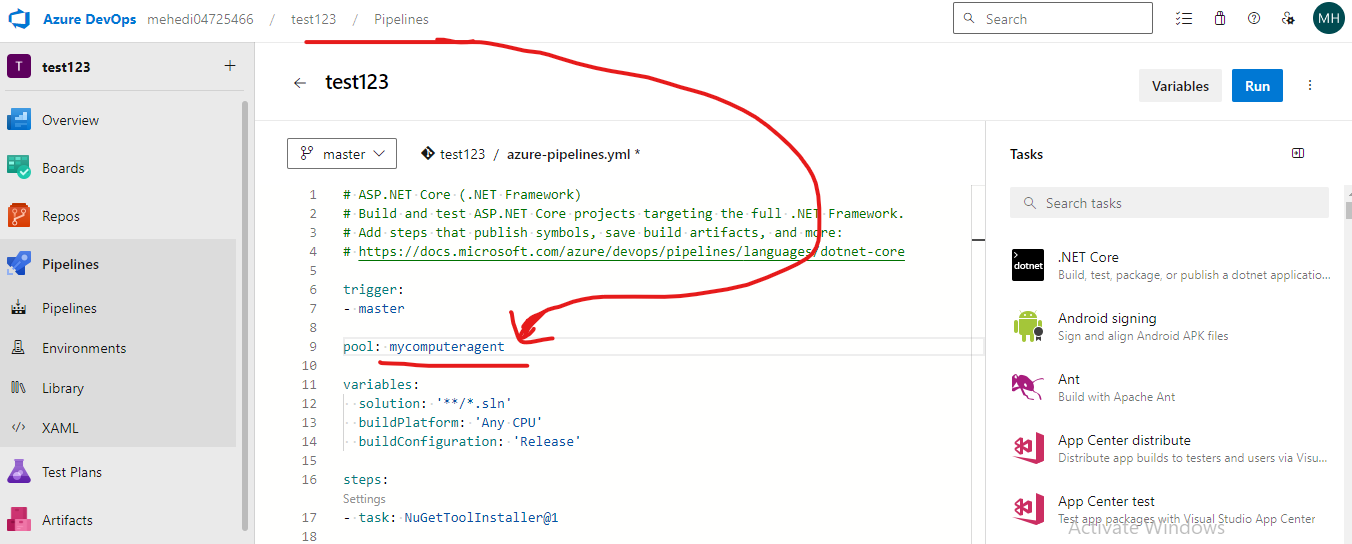 Azure DevOps mehedi04725466 / test123 / Pipelines
Search
MH
T test123 +
Overview
Boards
Repos
Pipelines
Pipelines
Environments
Library
XAML
Test Plans
Artifacts
← test123
Variables
Run
master
test123 / azure-pipelines.yml *
1 # ASP.NET Core (.NET Framework)
2 # Build and test ASP.NET Core projects targeting the full .NET Framework.
3 # Add steps that publish symbols, save build artifacts, and more:
4 # https://docs.microsoft.com/azure/devops/pipelines/languages/dotnet-core
5
6 trigger:
7 - master
8
9 pool: mycomputeragent
10
11 variables:
12 solution: '**/*.sln'
13 buildPlatform: 'Any CPU'
14 buildConfiguration: 'Release'
15
16 steps:
Settings
17 - task: NuGetToolInstaller@1
18
Tasks
Search tasks
dotnet
.NET Core
Build, test, package, or publish a dotnet applicatio...
Android signing
Sign and align Android APK files
Ant
Build with Apache Ant
App Center distribute
Distribute app builds to testers and users via Visu...
App Center test
Test app packages with Visual Studio App Center
Activate Windows